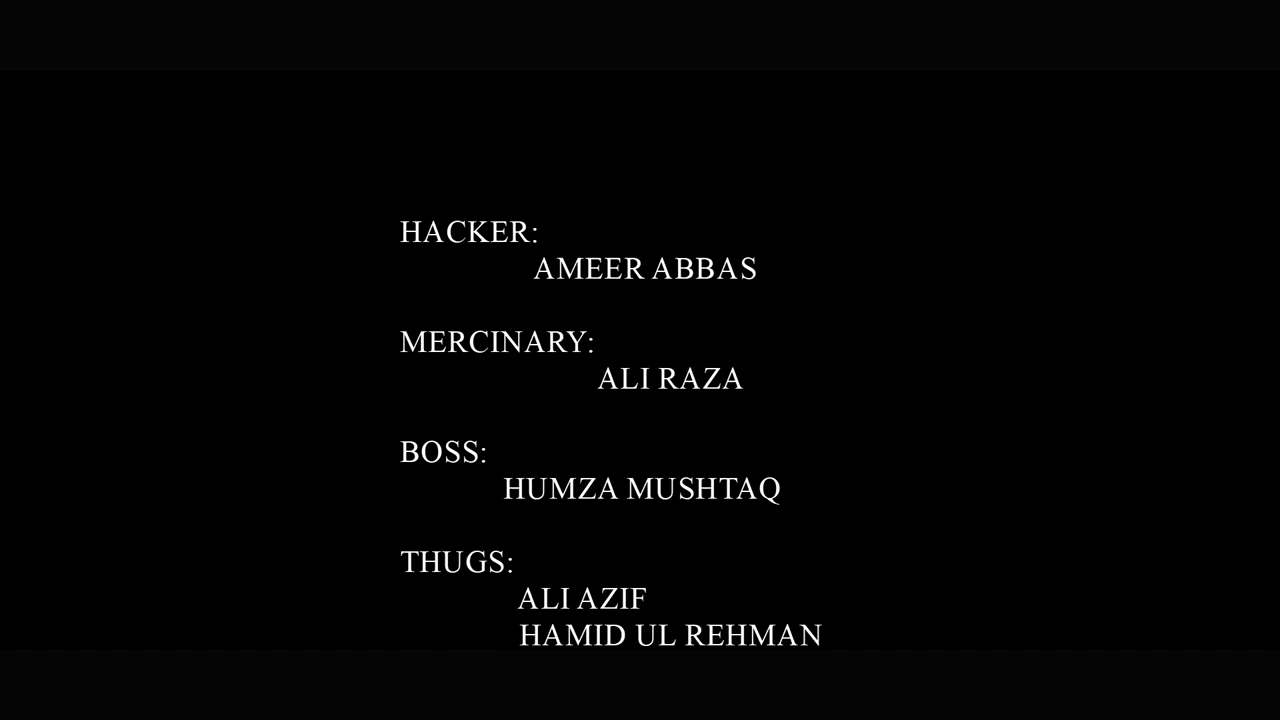 HACKER:
AMEER ABBAS
MERCINARY:
ALI RAZA
BOSS:
HUMZA MUSHTAQ
THUGS:
ALI AZIF
HAMID UL REHMAN